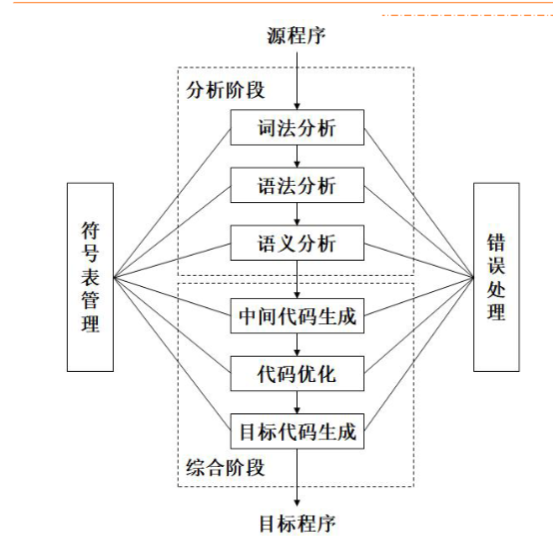 源程序
分析阶段
词法分析
语法分析
语义分析
符号表管理
错误处理
中间代码生成
代码优化
目标代码生成
综合阶段
目标程序